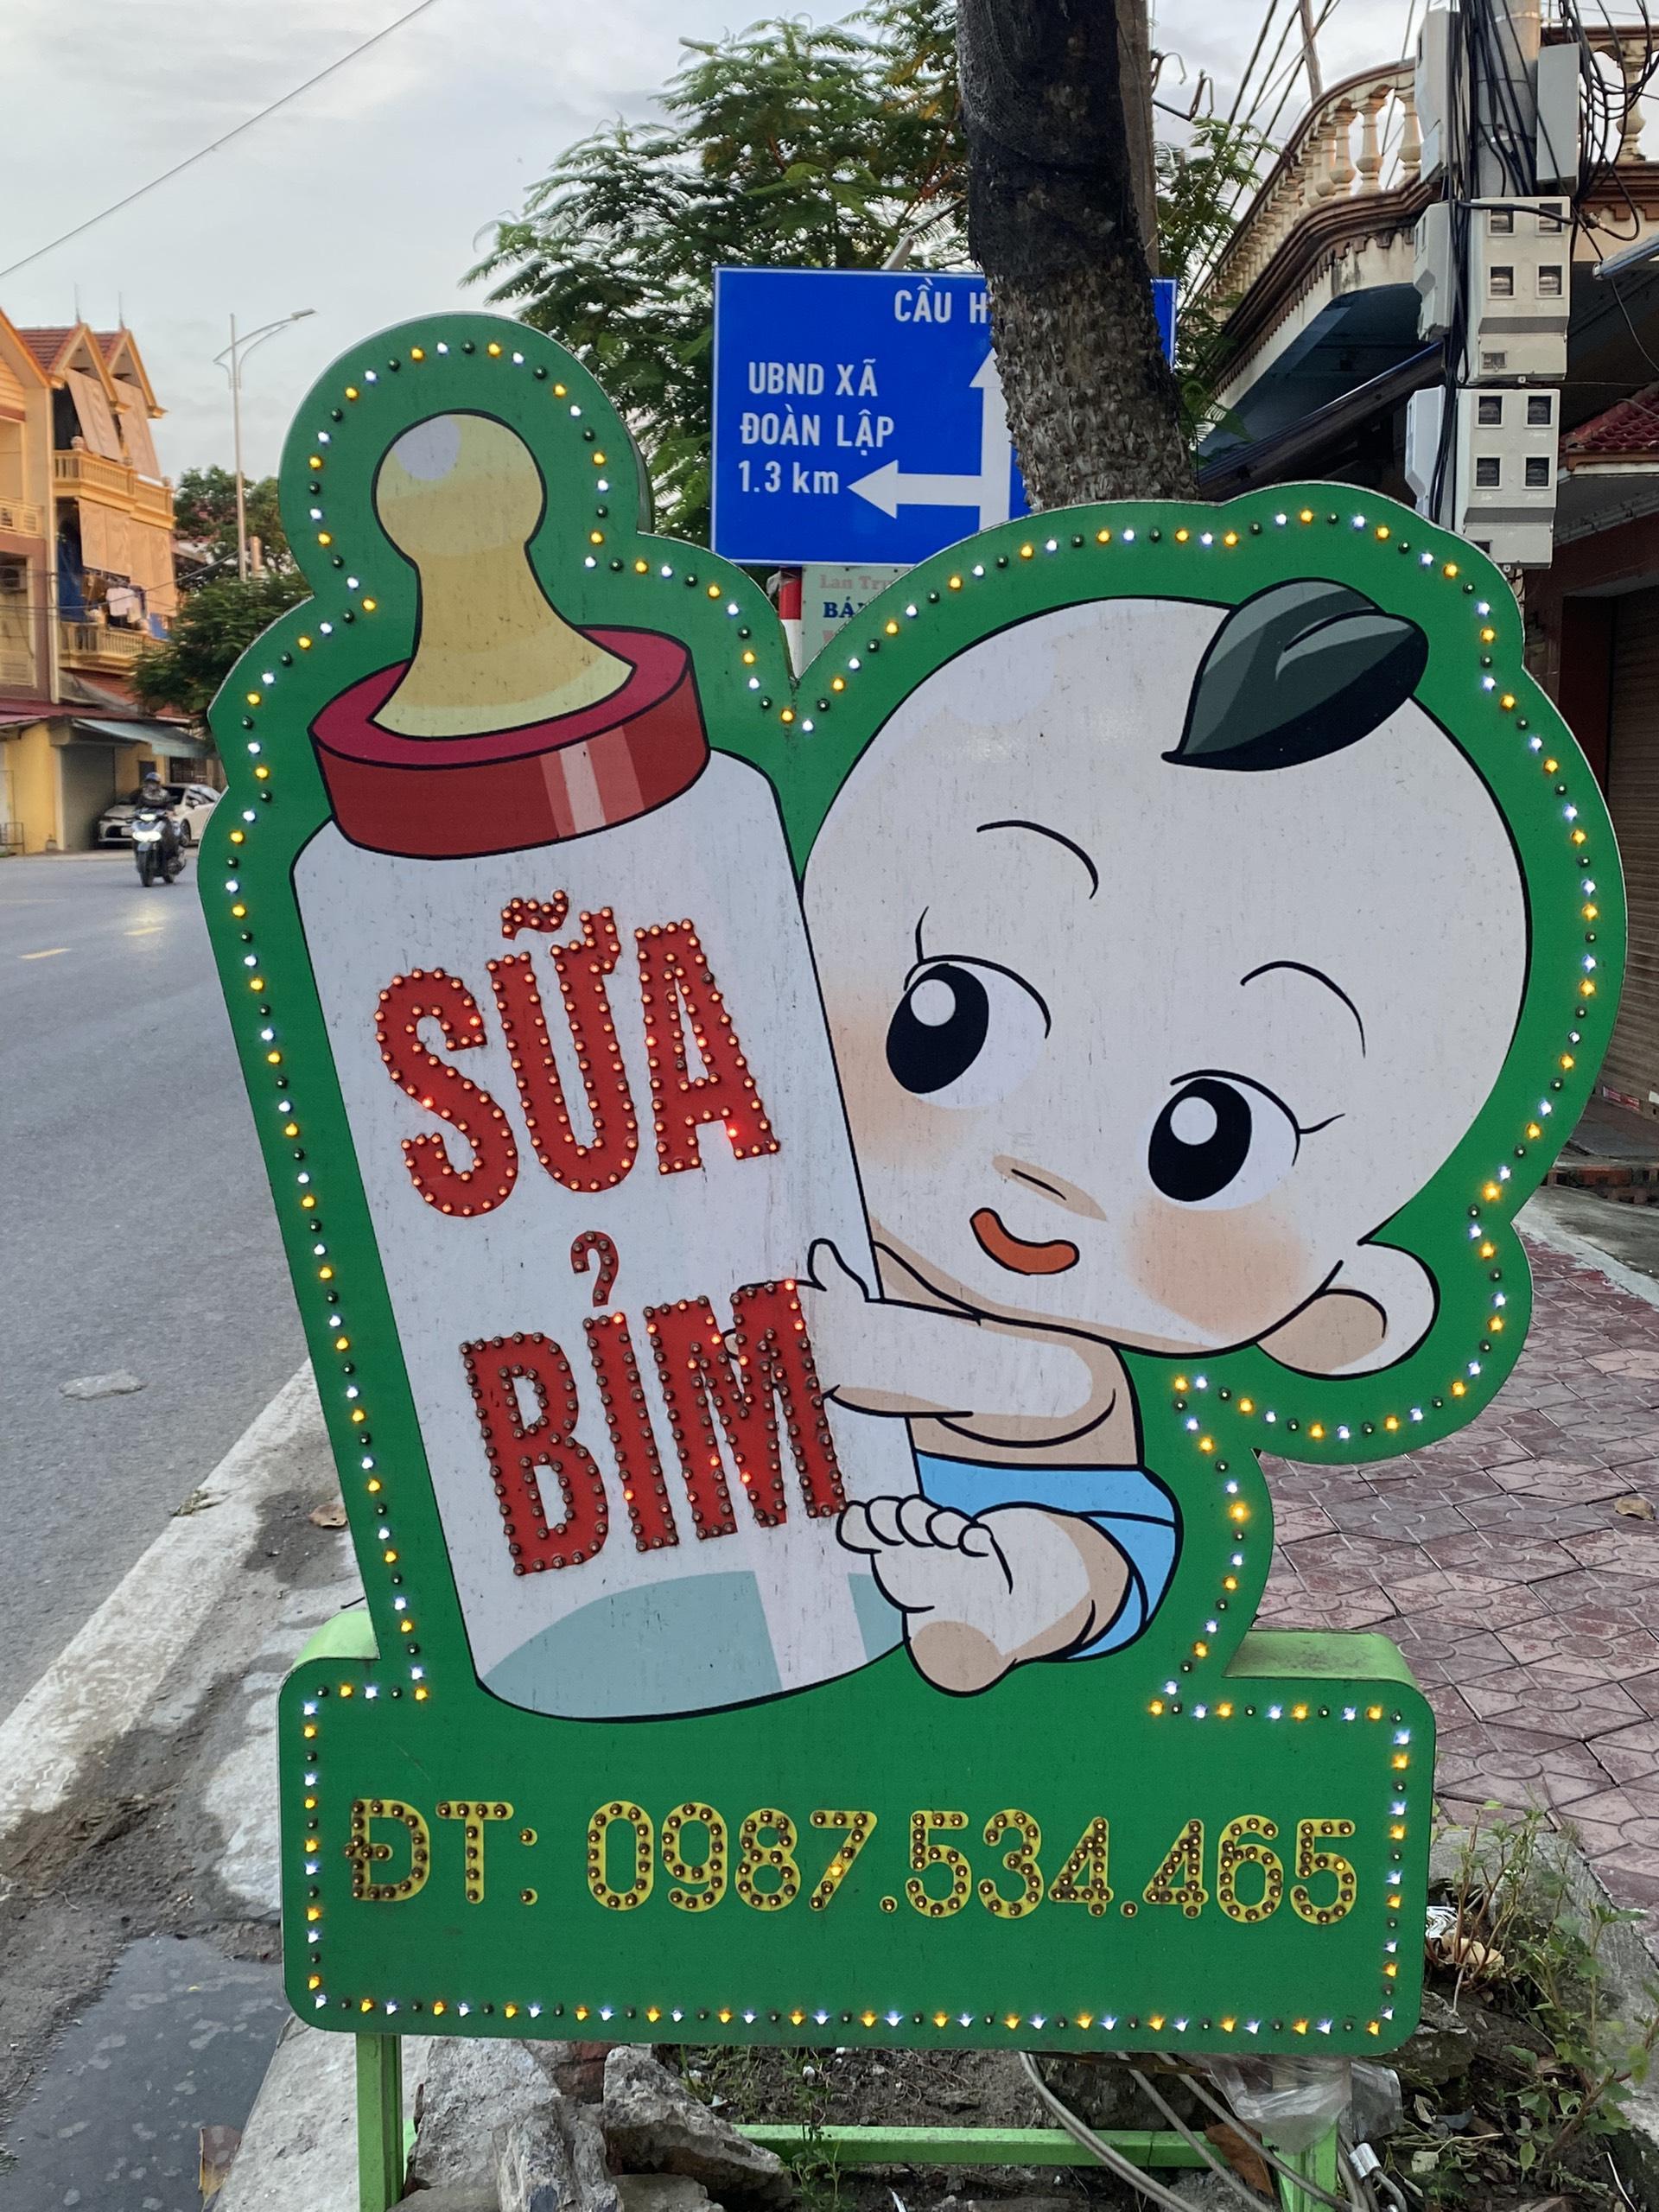 CẦU H
UBND XÃ
ĐOÀN LẬP
1.3 km
SỮA
BỈM
ĐT: 0987.534.465